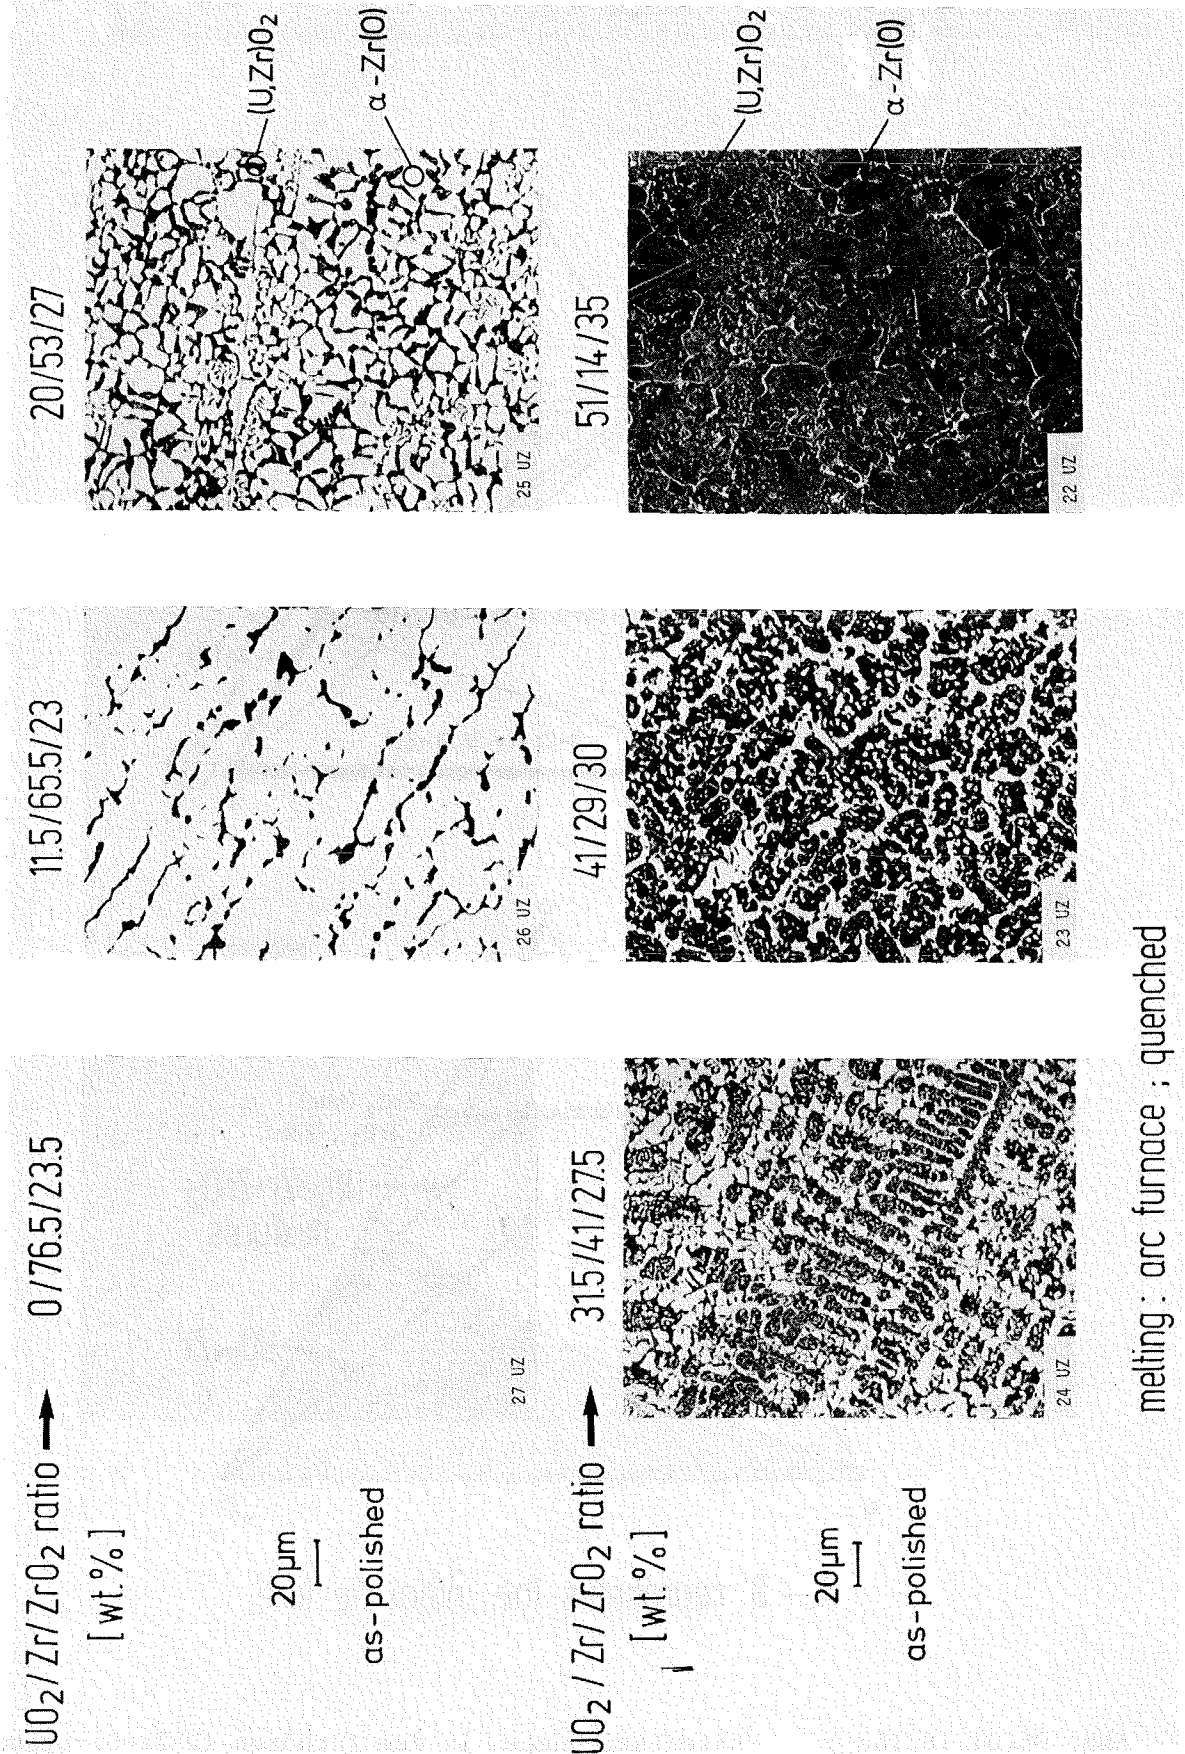 UO₂/Zr/ZrO₂ ratio → 0/76.5/23.5 11.5/65.5/23 20/53/27
[wt.%]
(U,Zr)O₂
20µm
α-Zr(O)
as-polished
27 UZ 26 UZ 25 UZ
UO₂/Zr/ZrO₂ ratio → 31.5/41/27.5 41/29/30 51/14/35
[wt.%]
(U,Zr)O₂
20µm
α-Zr(O)
as-polished
24 UZ 23 UZ 22 UZ
melting : arc furnace ; quenched